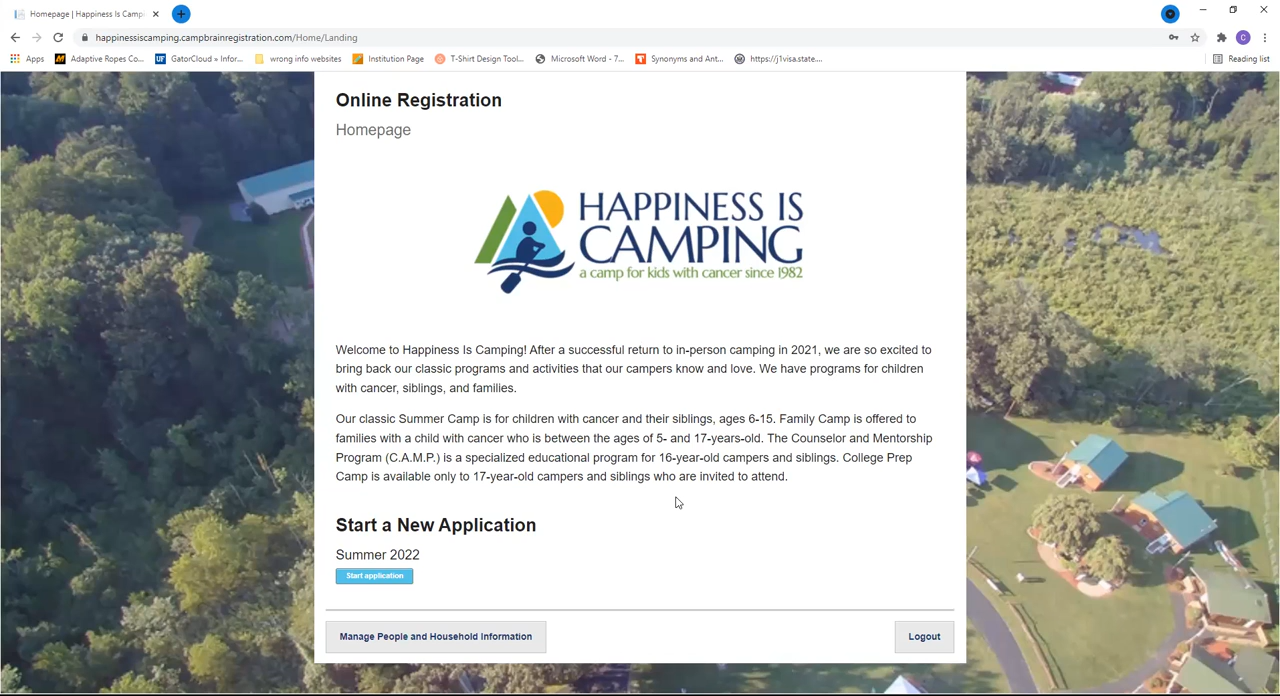 Homepage | Happiness Is Camp
happinessiscamping.campbrainregistration.com/Home/Landing
C
Apps
Adaptive Ropes Co...
UF GatorCloud » Infor...
wrong info websites
Institution Page
T-Shirt Design Tool...
Microsoft Word - 7...
T Synonyms and Ant...
https://j1visa.state....
Reading list
Online Registration
Homepage
HAPPINESS IS
CAMPING
a camp for kids with cancer since 1982
Welcome to Happiness Is Camping! After a successful return to in-person camping in 2021, we are so excited to
bring back our classic programs and activities that our campers know and love. We have programs for children
with cancer, siblings, and families.
Our classic Summer Camp is for children with cancer and their siblings, ages 6-15. Family Camp is offered to
families with a child with cancer who is between the ages of 5- and 17-years-old. The Counselor and Mentorship
Program (C.A.M.P.) is a specialized educational program for 16-year-old campers and siblings. College Prep
Camp is available only to 17-year-old campers and siblings who are invited to attend.
Start a New Application
Summer 2022
Start application
Manage People and Household Information
Logout